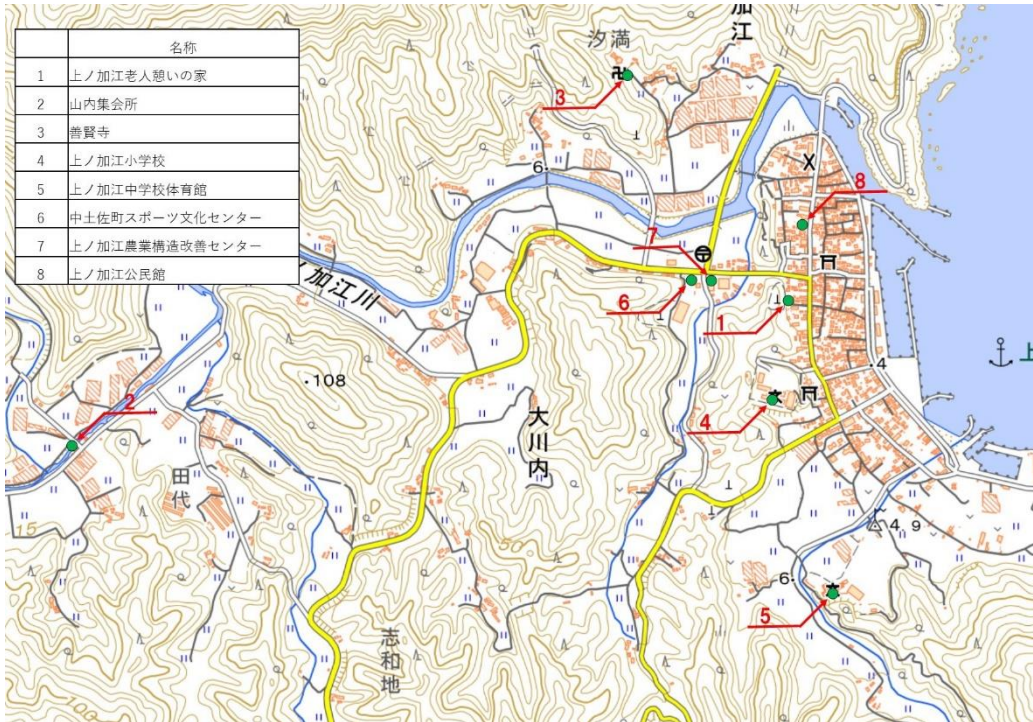 名称
1 上ノ加江老人憩いの家
2 山内集会所
3 善賢寺
4 上ノ加江小学校
5 上ノ加江中学校体育館
6 中土佐町スポーツ文化センター
7 上ノ加江農業構造改善センター
8 上ノ加江公民館
加江
汐満
3
6
8
7
ノ加江川
6
1
上
4
108
2
大川内
4
田代
15
50
4 9
6
5
志和地
100